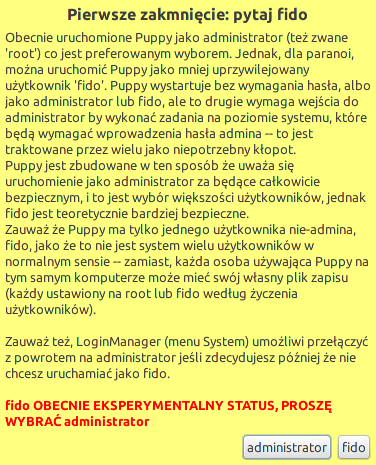 Pierwsze zakmnięcie: pytaj fido
Obecnie uruchomione Puppy jako administrator (też zwane
'root') co jest preferowanym wyborem. Jednak, dla paranoi,
można uruchomić Puppy jako mniej uprzywilejowany
użytkownik 'fido'. Puppy wystartuje bez wymagania hasła, albo
jako administrator lub fido, ale to drugie wymaga wejścia do
administrator by wykonać zadania na poziomie systemu, które
będą wymagać wprowadzenia hasła admina -- to jest
traktowane przez wielu jako niepotrzebny kłopot.
Puppy jest zbudowane w ten sposób że uważa się
uruchomienie jako administrator za będące całkowicie
bezpiecznym, i to jest wybór większości użytkowników, jednak
fido jest teoretycznie bardziej bezpieczne.
Zauważ że Puppy ma tylko jednego użytkownika nie-admina,
fido, jako że to nie jest system wielu użytkowników w
normalnym sensie -- zamiast, każda osoba używająca Puppy na
tym samym komputerze może mieć swój własny plik zapisu
(każdy ustawiony na root lub fido według życzenia
użytkowników).
Zauważ też, LoginManager (menu System) umożliwi przełączyć
z powrotem na administrator jeśli zdecydujesz później że nie
chcesz uruchamiać jako fido.
fido OBECNIE EKSPERYMENTALNY STATUS, PROSZĘ
WYBRAĆ administrator
administrator fido